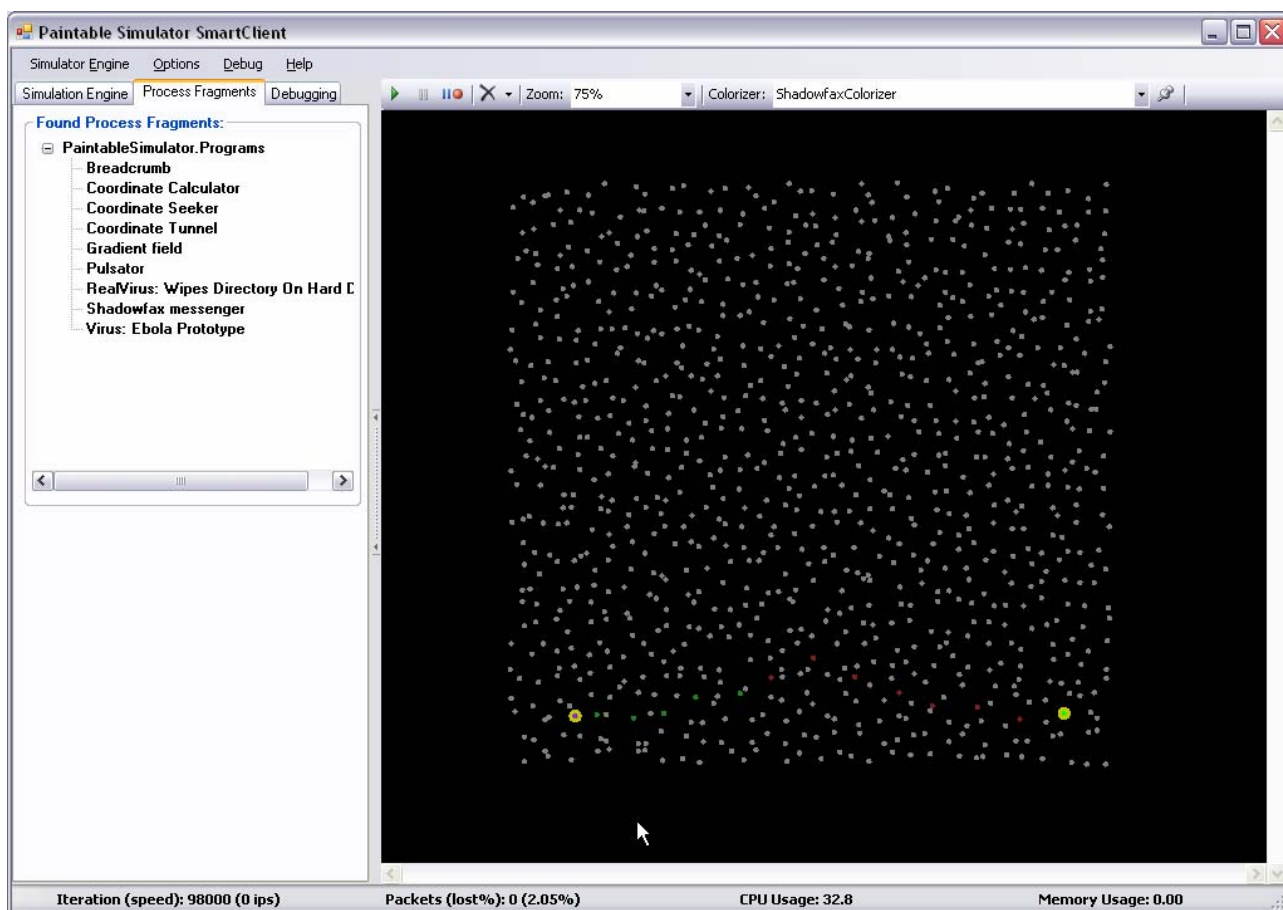 Paintable Simulator SmartClient
Simulator Engine Options Debug Help
Simulation Engine Process Fragments Debugging
Zoom: 75% Colorizer: ShadowfaxColorizer
Found Process Fragments:
PaintableSimulator.Programs
Breadcrumb
Coordinate Calculator
Coordinate Seeker
Coordinate Tunnel
Gradient field
Pulsator
RealVirus: Wipes Directory On Hard D
Shadowfax messenger
Virus: Ebola Prototype
Iteration (speed): 98000 (0 ips) Packets (lost%): 0 (2.05%) CPU Usage: 32.8 Memory Usage: 0.00